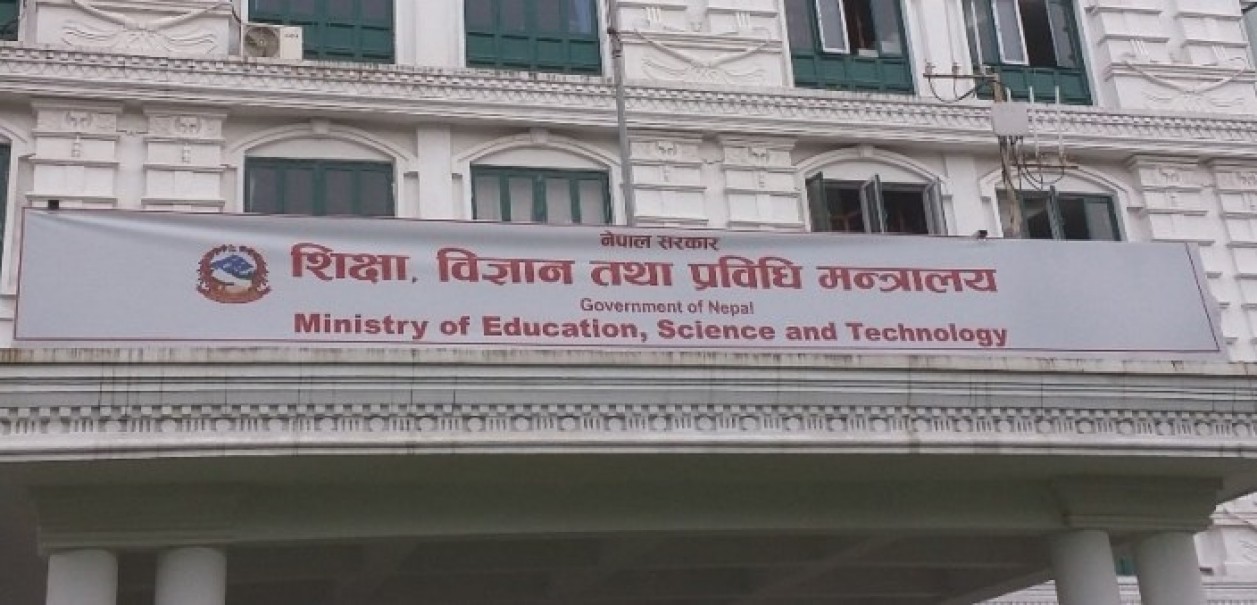 नेपाल सरकार
शिक्षा, विज्ञान तथा प्रविधि मन्त्रालय
Government of Nepal
Ministry of Education, Science and Technology